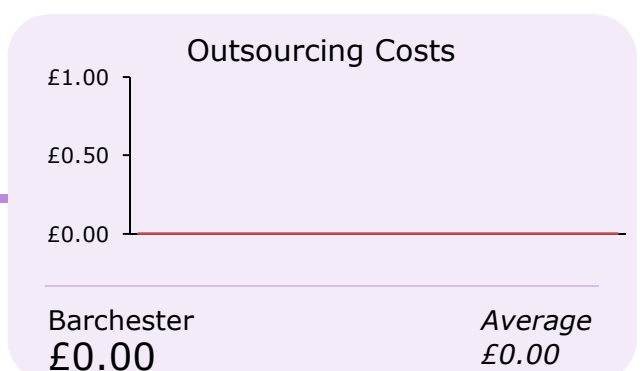 Outsourcing Costs
£1.00
£0.50
£0.00
Barchester Average
£0.00 £0.00